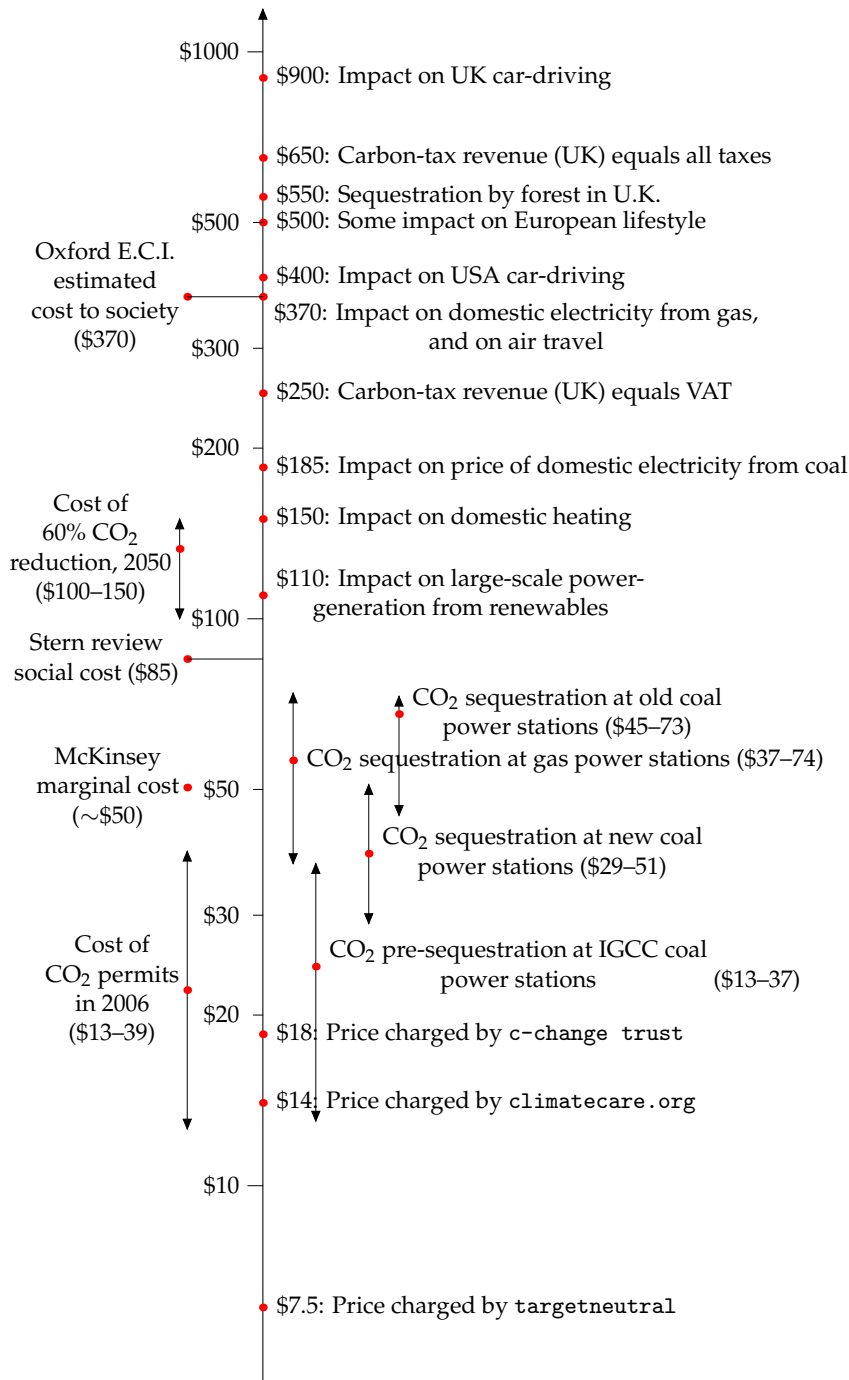 $1000
$900: Impact on UK car-driving
$650: Carbon-tax revenue (UK) equals all taxes
$550: Sequestration by forest in U.K.
$500
$500: Some impact on European lifestyle
Oxford E.C.I.
estimated
cost to society
($370)
$400: Impact on USA car-driving
$370: Impact on domestic electricity from gas,
and on air travel
$300
$250: Carbon-tax revenue (UK) equals VAT
$200
$185: Impact on price of domestic electricity from coal
Cost of
60% CO₂
reduction, 2050
($100–150)
$150: Impact on domestic heating
$110: Impact on large-scale power-
generation from renewables
$100
Stern review
social cost ($85)
CO₂ sequestration at old coal
power stations ($45–73)
McKinsey
marginal cost
(∼$50)
CO₂ sequestration at gas power stations ($37–74)
$50
CO₂ sequestration at new coal
power stations ($29–51)
$30
Cost of
CO₂ permits
in 2006
($13–39)
CO₂ pre-sequestration at IGCC coal
power stations ($13–37)
$20
$18: Price charged by c-change trust
$14: Price charged by climatecare.org
$10
$7.5: Price charged by targetneutral